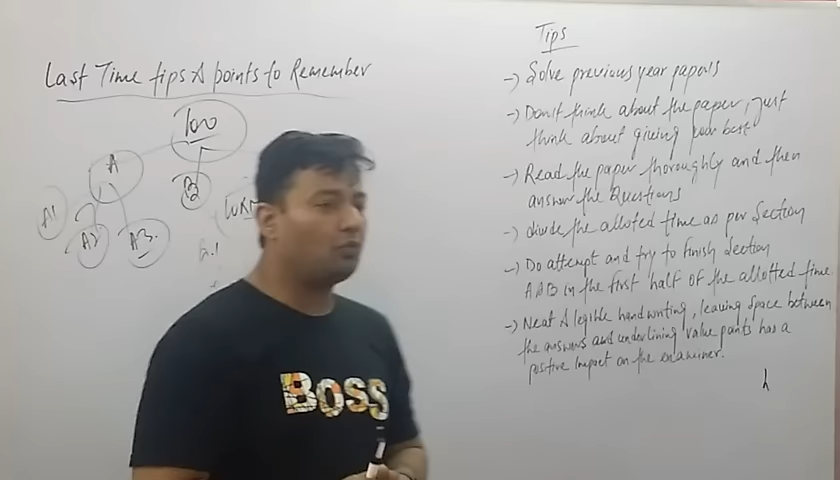 Last Time tips & points to Remember
Topo
A
B
A1
A2
A3.
BOSS
Tips
-) Solve previous year papers
-) Don't think about the paper, just
think about giving your best
-) Read the paper thoroughly and then
answer the Questions
-) divide the allotted time as per Section
-) Do attempt and try to finish Section
A & B in the first half of the allotted time.
-) Neat & legible handwriting, leaving space between
the answers and underlining value points has a
positive impact on the examiner.